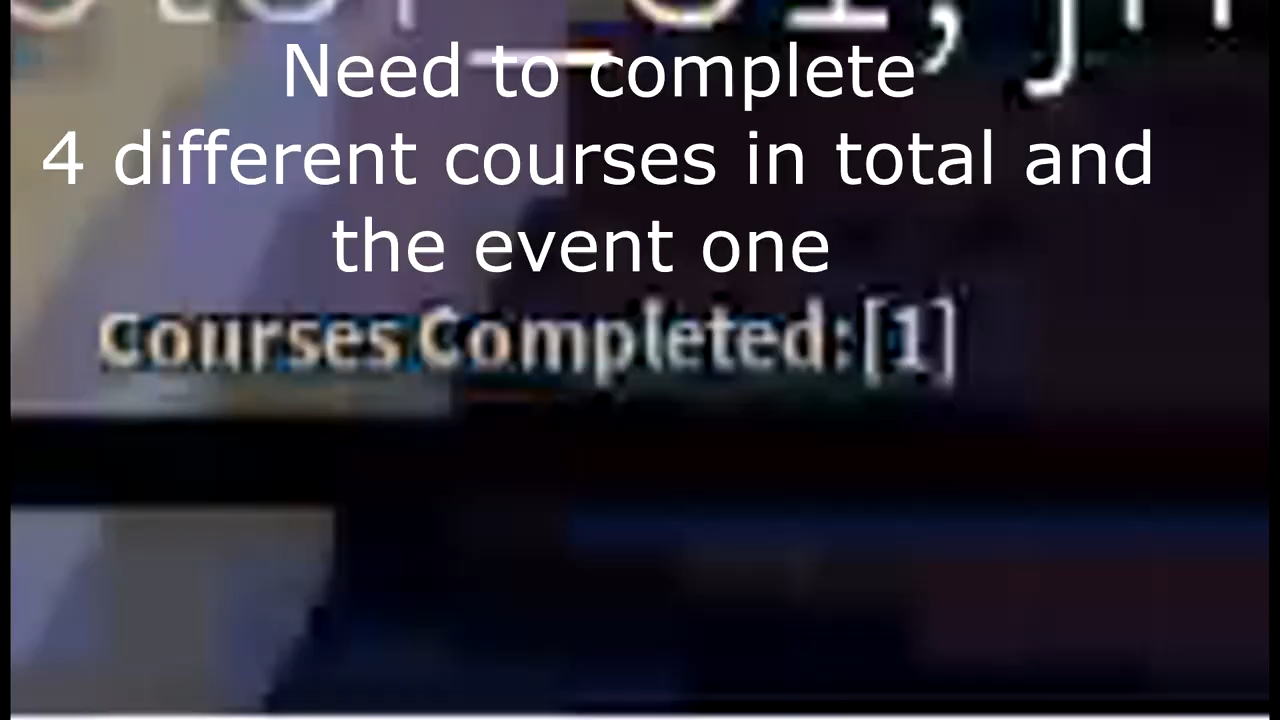 Need to complete
4 different courses in total and
the event one
Courses Completed:[1]